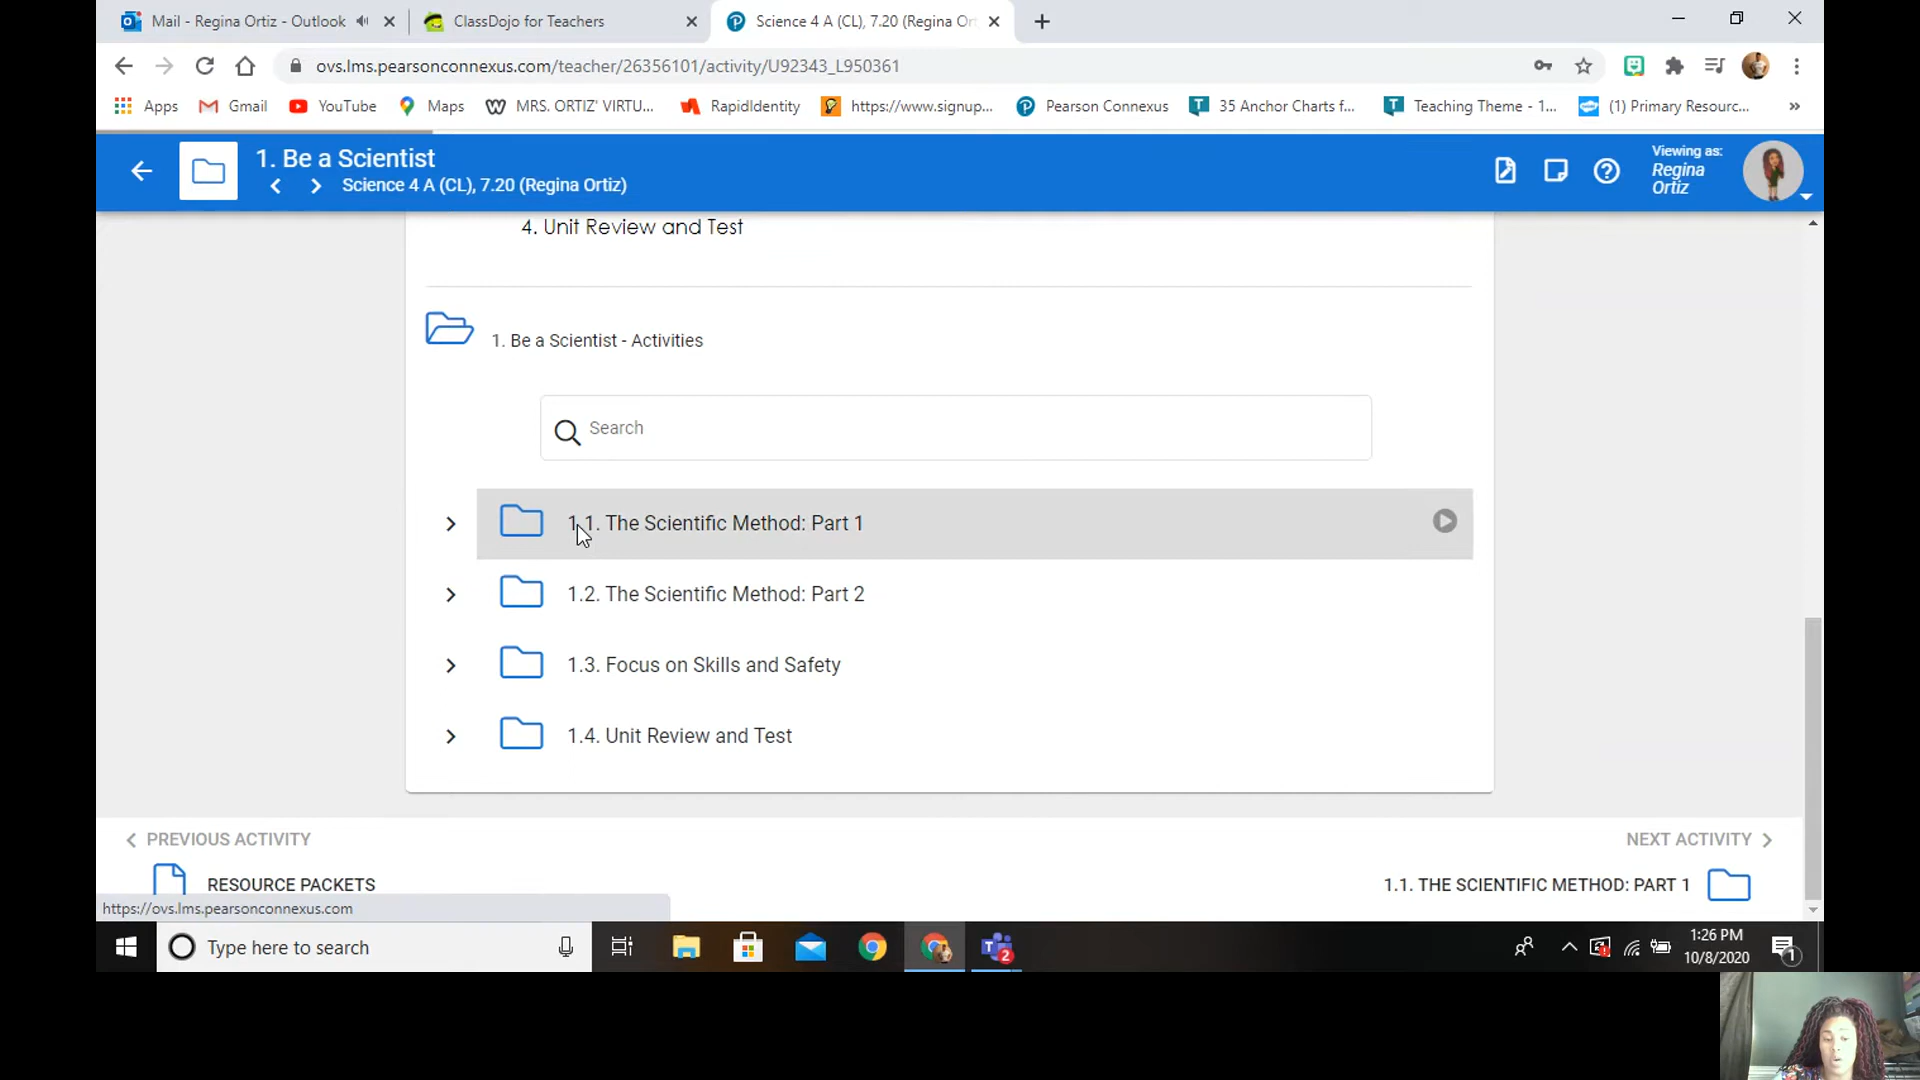 Mail - Regina Ortiz - Outlook
ClassDojo for Teachers
Science 4 A (CL), 7.20 (Regina Or
ovs.lms.pearsonconnexus.com/teacher/26356101/activity/U92343_L950361
Apps
Gmail
YouTube
Maps
MRS. ORTIZ' VIRTU...
RapidIdentity
https://www.signup...
Pearson Connexus
35 Anchor Charts f...
Teaching Theme - 1...
(1) Primary Resourc...
»
1. Be a Scientist
Science 4 A (CL), 7.20 (Regina Ortiz)
Viewing as:
Regina
Ortiz
4. Unit Review and Test
1. Be a Scientist - Activities
Search
1.1. The Scientific Method: Part 1
1.2. The Scientific Method: Part 2
1.3. Focus on Skills and Safety
1.4. Unit Review and Test
PREVIOUS ACTIVITY
NEXT ACTIVITY
RESOURCE PACKETS
1.1. THE SCIENTIFIC METHOD: PART 1
https://ovs.lms.pearsonconnexus.com
Type here to search
2
1:26 PM
10/8/2020
1